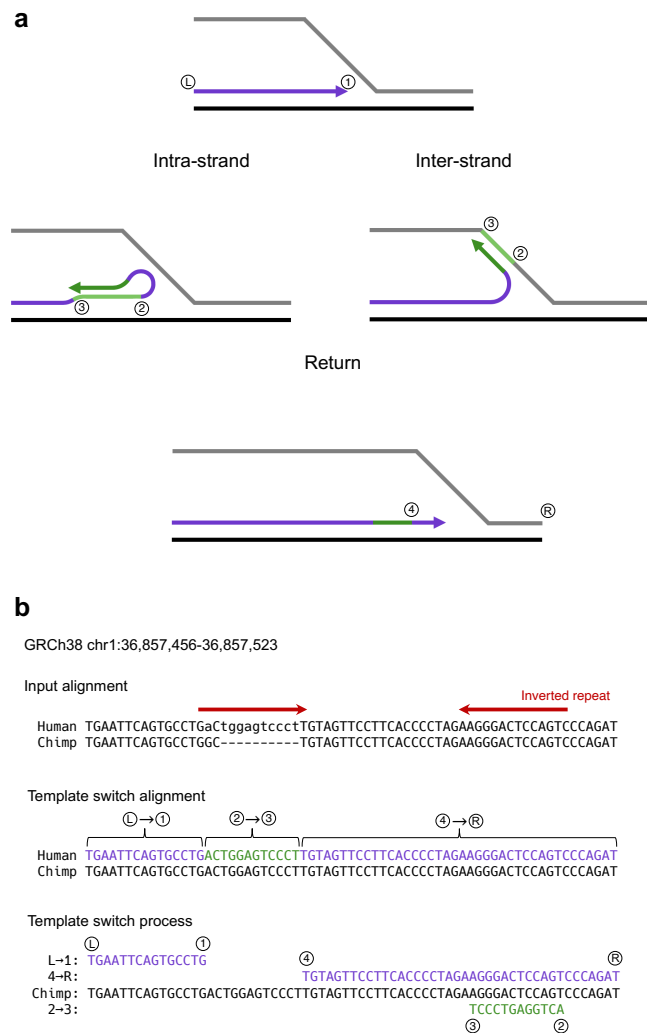 a
L 1
Intra-strand Inter-strand
3 2 3 2
Return
4 R
b
GRCh38 chr1:36,857,456-36,857,523
Input alignment
Inverted repeat
Human TGAATTCAGTGCCTGaCtggagtccctTGTAGTTCCTTCACCCCTAGAAGGGACTCCAGTCCCAGAT
Chimp TGAATTCAGTGCCTGGC----------TGTAGTTCCTTCACCCCTAGAAGGGACTCCAGTCCCAGAT
Template switch alignment
L→1 2→3 4→R
Human TGAATTCAGTGCCTGACTGGAGTCCCTTGTAGTTCCTTCACCCCTAGAAGGGACTCCAGTCCCAGAT
Chimp TGAATTCAGTGCCTGACTGGAGTCCCTTGTAGTTCCTTCACCCCTAGAAGGGACTCCAGTCCCAGAT
Template switch process
L 1 4 R
L→1: TGAATTCAGTGCCTG
4→R: TGTAGTTCCTTCACCCCTAGAAGGGACTCCAGTCCCAGAT
Chimp: TGAATTCAGTGCCTGACTGGAGTCCCTTGTAGTTCCTTCACCCCTAGAAGGGACTCCAGTCCCAGAT
2→3: TCCCTGAGGTCA
3 2